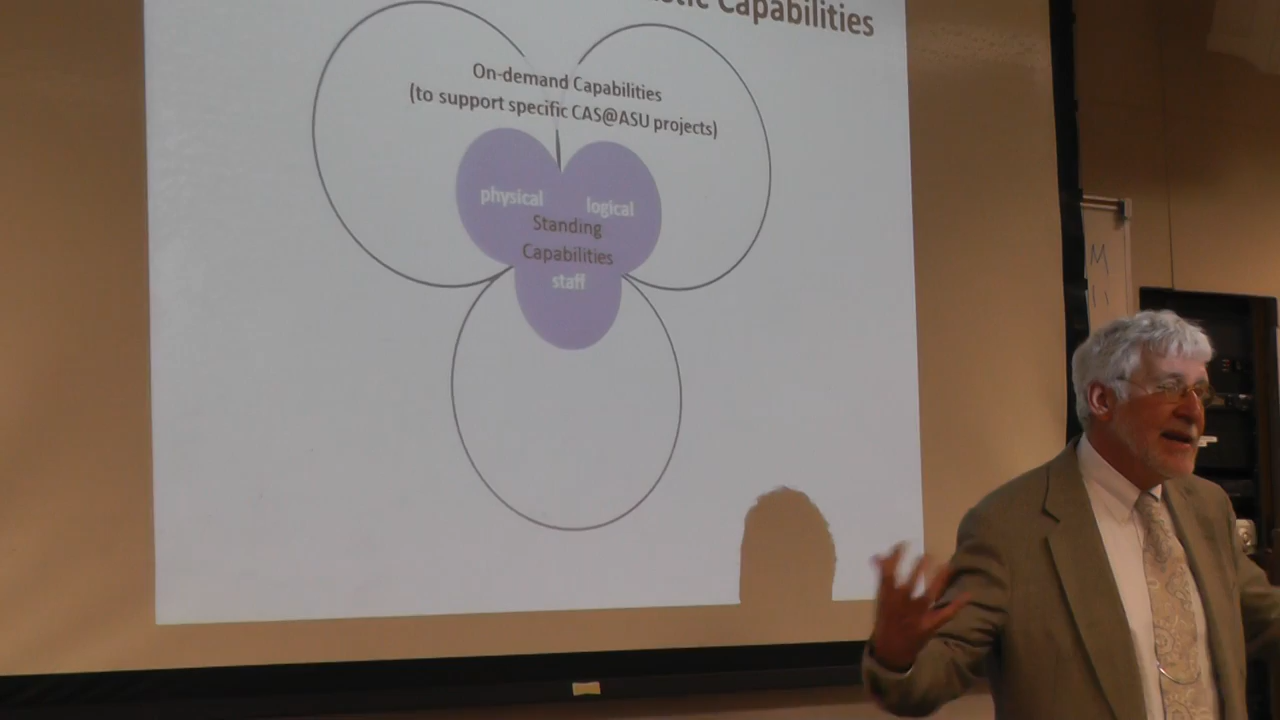 Capabilities
On-demand Capabilities
(to support specific CAS@ASU projects)
physical
logical
Standing
Capabilities
staff
M